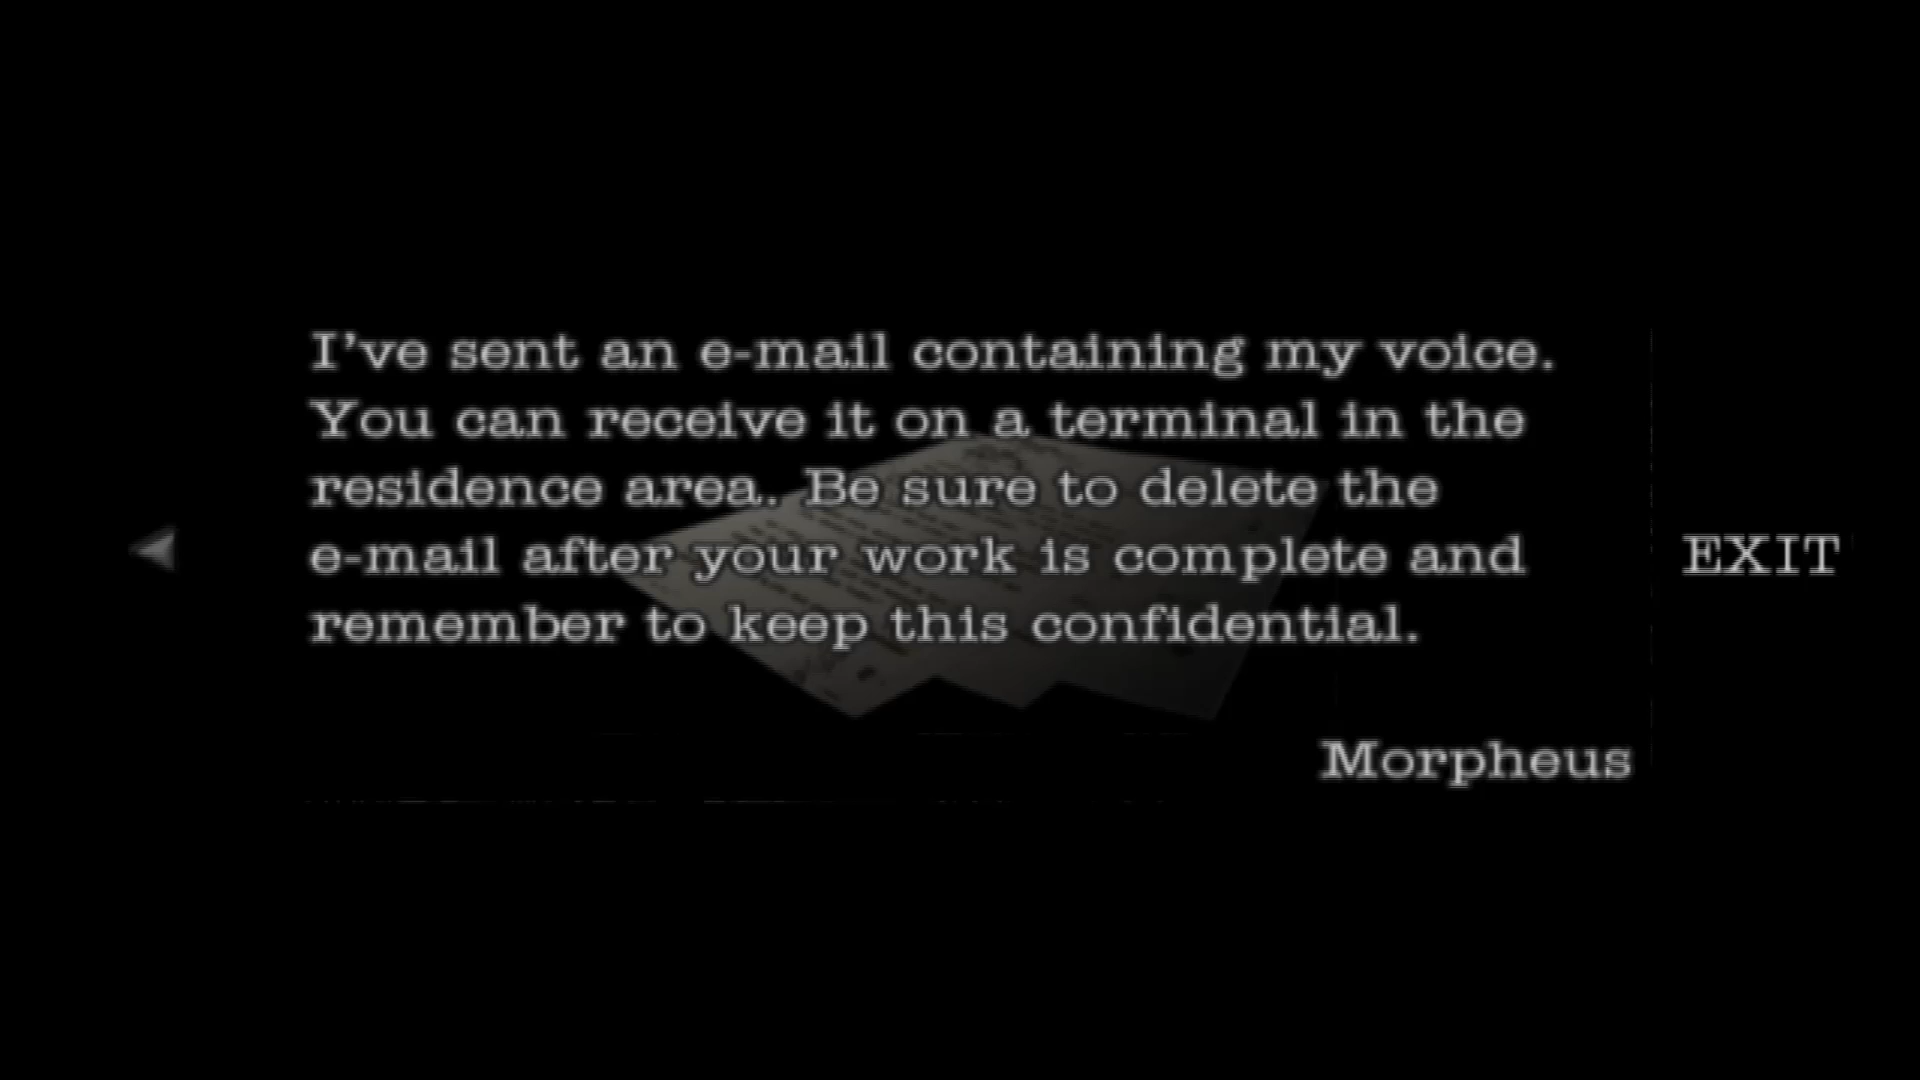 I've sent an e-mail containing my voice.
You can receive it on a terminal in the
residence area. Be sure to delete the
e-mail after your work is complete and
remember to keep this confidential.
EXIT
Morpheus